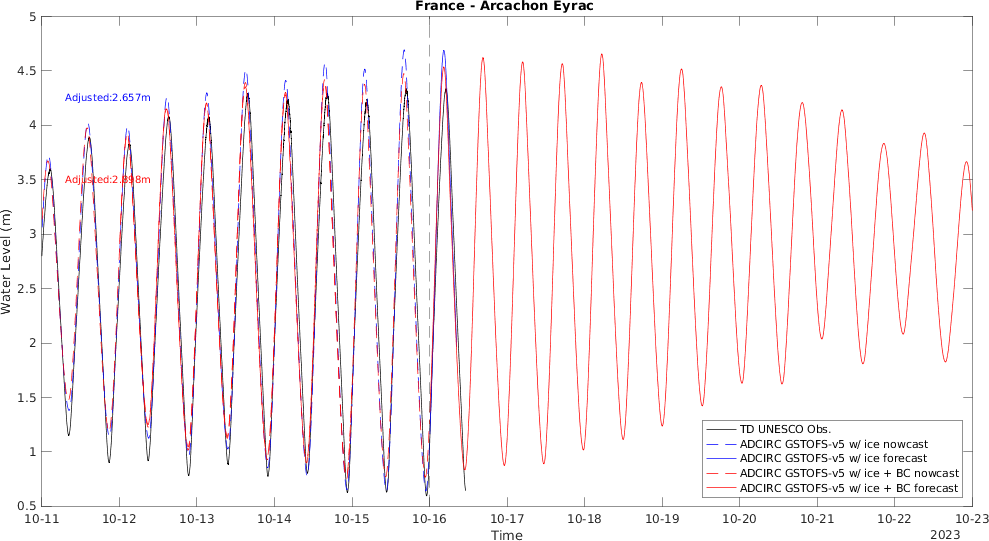 France - Arcachon Eyrac
5
4.5
4
3.5
3
2.5
2
1.5
1
0.5
Water Level (m)
Adjusted:2.657m
Adjusted:2.898m
TD UNESCO Obs.
ADCIRC GSTOFS-v5 w/ ice nowcast
ADCIRC GSTOFS-v5 w/ ice forecast
ADCIRC GSTOFS-v5 w/ ice + BC nowcast
ADCIRC GSTOFS-v5 w/ ice + BC forecast
10-11 10-12 10-13 10-14 10-15 10-16 10-17 10-18 10-19 10-20 10-21 10-22 10-23
Time
2023